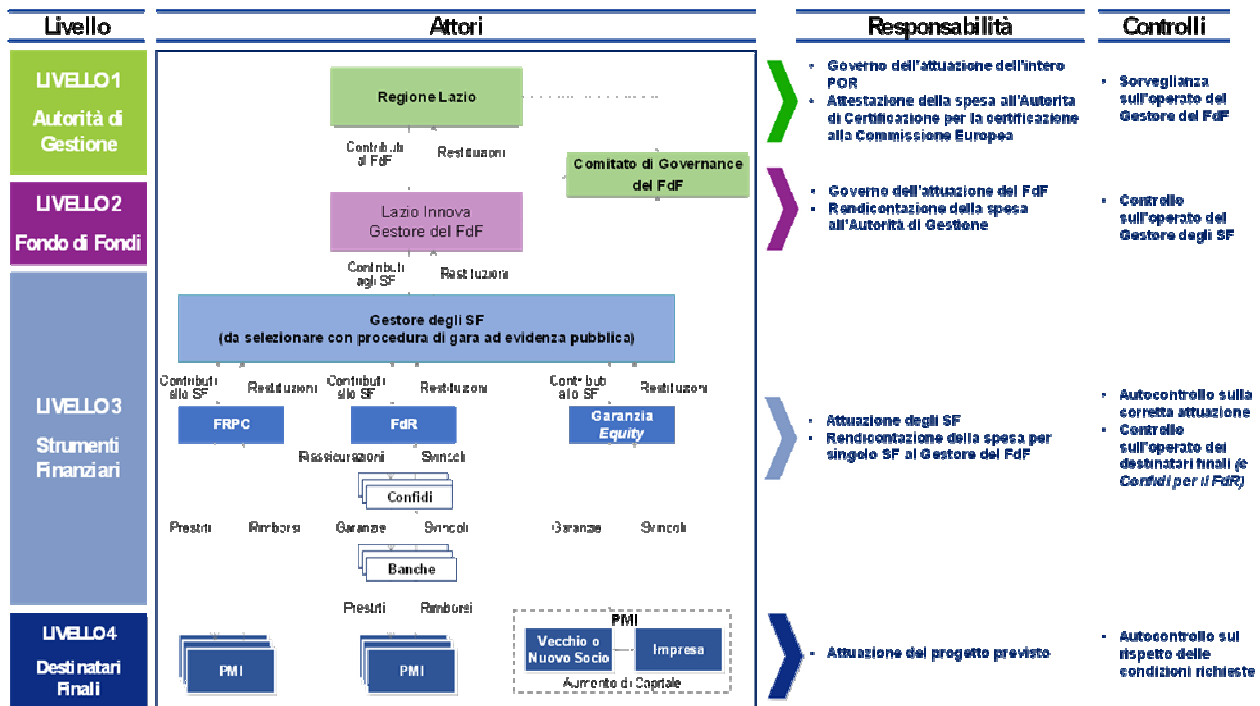 Livello
Attori
Responsabilità
Controlli
LIVELLO 1
Autorità di
Gestione
Regione Lazio
Contributi
al FdF
Restituzioni
Comitato di Governance
del FdF
• Governo dell'attuazione dell'intero
POR
• Attestazione della spesa all'Autorità
di Certificazione per la certificazione
alla Commissione Europea
• Sorveglianza
sull'operato del
Gestore del FdF
LIVELLO 2
Fondo di Fondi
Lazio Innova
Gestore del FdF
• Governo dell'attuazione del FdF
• Rendicontazione della spesa
all'Autorità di Gestione
• Controllo
sull'operato del
Gestore degli SF
Contributi
agli SF
Restituzioni
LIVELLO 3
Strumenti
Finanziari
Gestore degli SF
(da selezionare con procedura di gara ad evidenza pubblica)
Contributi
allo SF
Restituzioni
Contributi
allo SF
Restituzioni
Contributi
allo SF
Restituzioni
FRPC
FdR
Garanzia
Equity
Riassicurazioni
Svincoli
Confidi
Prestiti
Rimborsi
Garanzie
Svincoli
Garanzie
Svincoli
Banche
Prestiti
Rimborsi
• Attuazione degli SF
• Rendicontazione della spesa per
singolo SF al Gestore del FdF
• Autocontrollo sulla
corretta attuazione
• Controllo
sull'operato dei
destinatari finali (e
Confidi per il FdR)
LIVELLO 4
Destinatari
Finali
PMI
PMI
PMI
Vecchio o
Nuovo Socio
Impresa
Aumento di Capitale
• Attuazione del progetto previsto
• Autocontrollo sul
rispetto delle
condizioni richieste